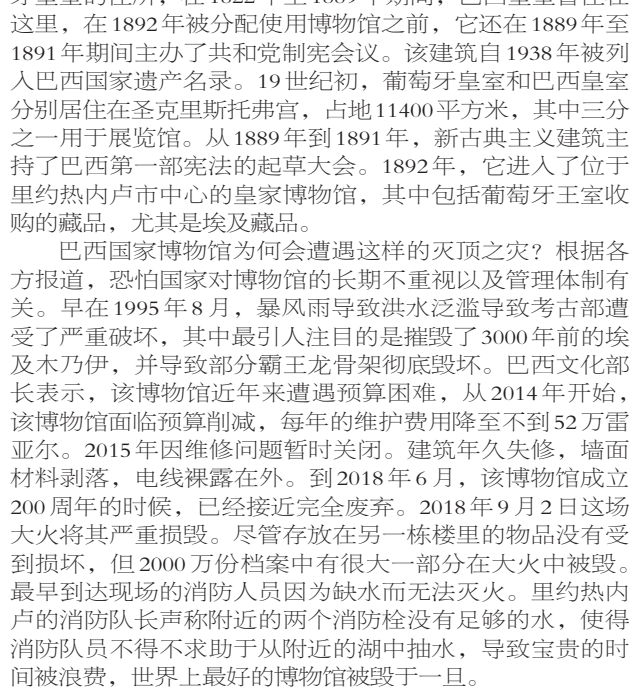 这里，在1892年被分配使用博物馆之前，它还在1889年至
1891年期间主办了共和党制宪会议。该建筑自1938年被列
入巴西国家遗产名录。19世纪初，葡萄牙皇室和巴西皇室
分别居住在圣克里斯托弗宫，占地11400平方米，其中三分
之一用于展览馆。从1889年到1891年，新古典主义建筑主
持了巴西第一部宪法的起草大会。1892年，它进入了位于
里约热内卢市中心的皇家博物馆，其中包括葡萄牙王室收
购的藏品，尤其是埃及藏品。
巴西国家博物馆为何会遭遇这样的灭顶之灾？根据各
方报道，恐怕国家对博物馆的长期不重视以及管理体制有
关。早在1995年8月，暴风雨导致洪水泛滥导致考古部遭
受了严重破坏，其中最引人注目的是摧毁了3000年前的埃
及木乃伊，并导致部分霸王龙骨架彻底毁坏。巴西文化部
长表示，该博物馆近年来遭遇预算困难，从2014年开始，
该博物馆面临预算削减，每年的维护费用降至不到52万雷
亚尔。2015年因维修问题暂时关闭。建筑年久失修，墙面
材料剥落，电线裸露在外。到2018年6月，该博物馆成立
200周年的时候，已经接近完全废弃。2018年9月2日这场
大火将其严重损毁。尽管存放在另一栋楼里的物品没有受
到损坏，但2000万份档案中有很大一部分在大火中被毁。
最早到达现场的消防人员因为缺水而无法灭火。里约热内
卢的消防队长声称附近的两个消防栓没有足够的水，使得
消防队员不得不求助于从附近的湖中抽水，导致宝贵的时
间被浪费，世界上最好的博物馆被毁于一旦。